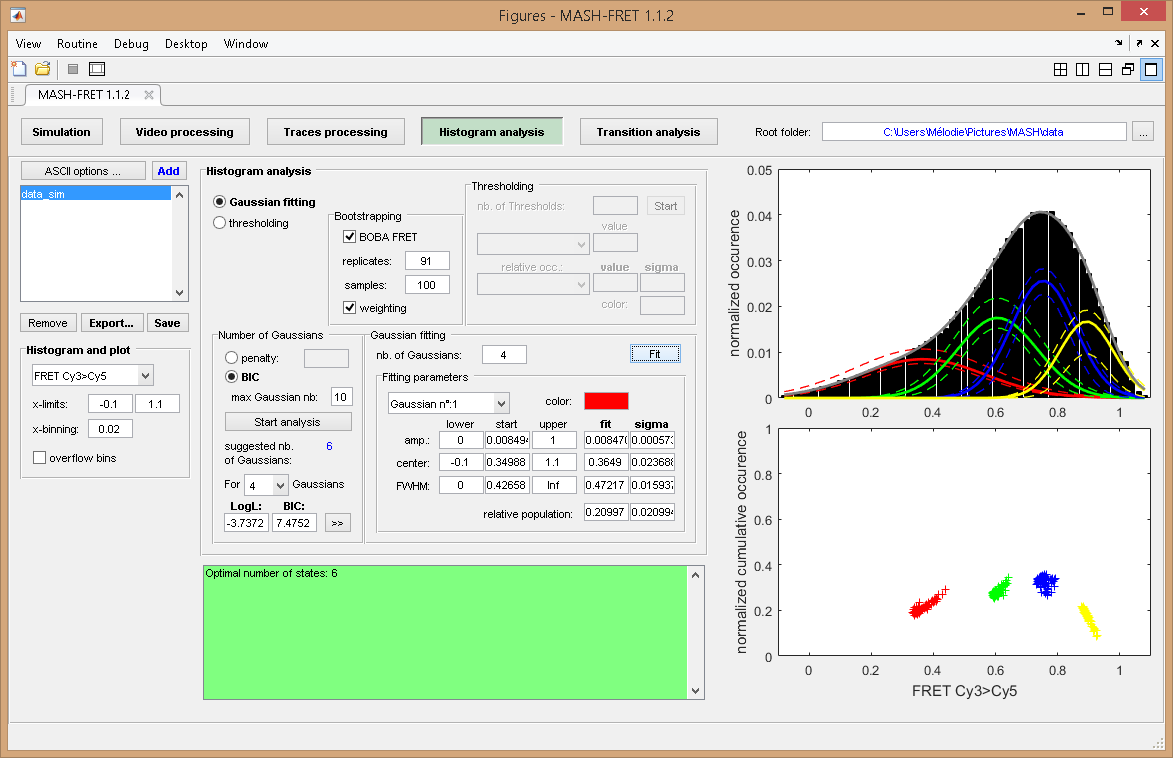 Figures - MASH-FRET 1.1.2
View Routine Debug Desktop Window
MASH-FRET 1.1.2
Simulation Video processing Traces processing Histogram analysis Transition analysis Root folder: C:\Users\Mélodie\Pictures\MASH\data ...
ASCII options ... Add
data_sim
Remove Export... Save
Histogram and plot
FRET Cy3>Cy5
x-limits: -0.1 1.1
x-binning: 0.02
overflow bins
Histogram analysis
Gaussian fitting
thresholding
Bootstrapping
BOBA FRET
replicates: 91
samples: 100
weighting
Thresholding
nb. of Thresholds: Start
value
relative occ.: value sigma
color:
Number of Gaussians
penalty:
BIC
max Gaussian nb: 10
Start analysis
suggested nb. 6
of Gaussians:
For 4 Gaussians
LogL: BIC:
-3.7372 7.4752 >>
Gaussian fitting
nb. of Gaussians: 4 Fit
Fitting parameters
Gaussian n°:1 color:
lower start upper fit sigma
amp.: 0 0.008494 1 0.008470 0.000573
center: -0.1 0.34988 1.1 0.3649 0.023688
FWHM: 0 0.42658 Inf 0.47217 0.015937
relative population: 0.20997 0.020994
Optimal number of states: 6
normalized occurence
0.05
0.04
0.03
0.02
0.01
0
0 0.2 0.4 0.6 0.8 1
normalized cumulative occurence
1
0.8
0.6
0.4
0.2
0
0 0.2 0.4 0.6 0.8 1
FRET Cy3>Cy5